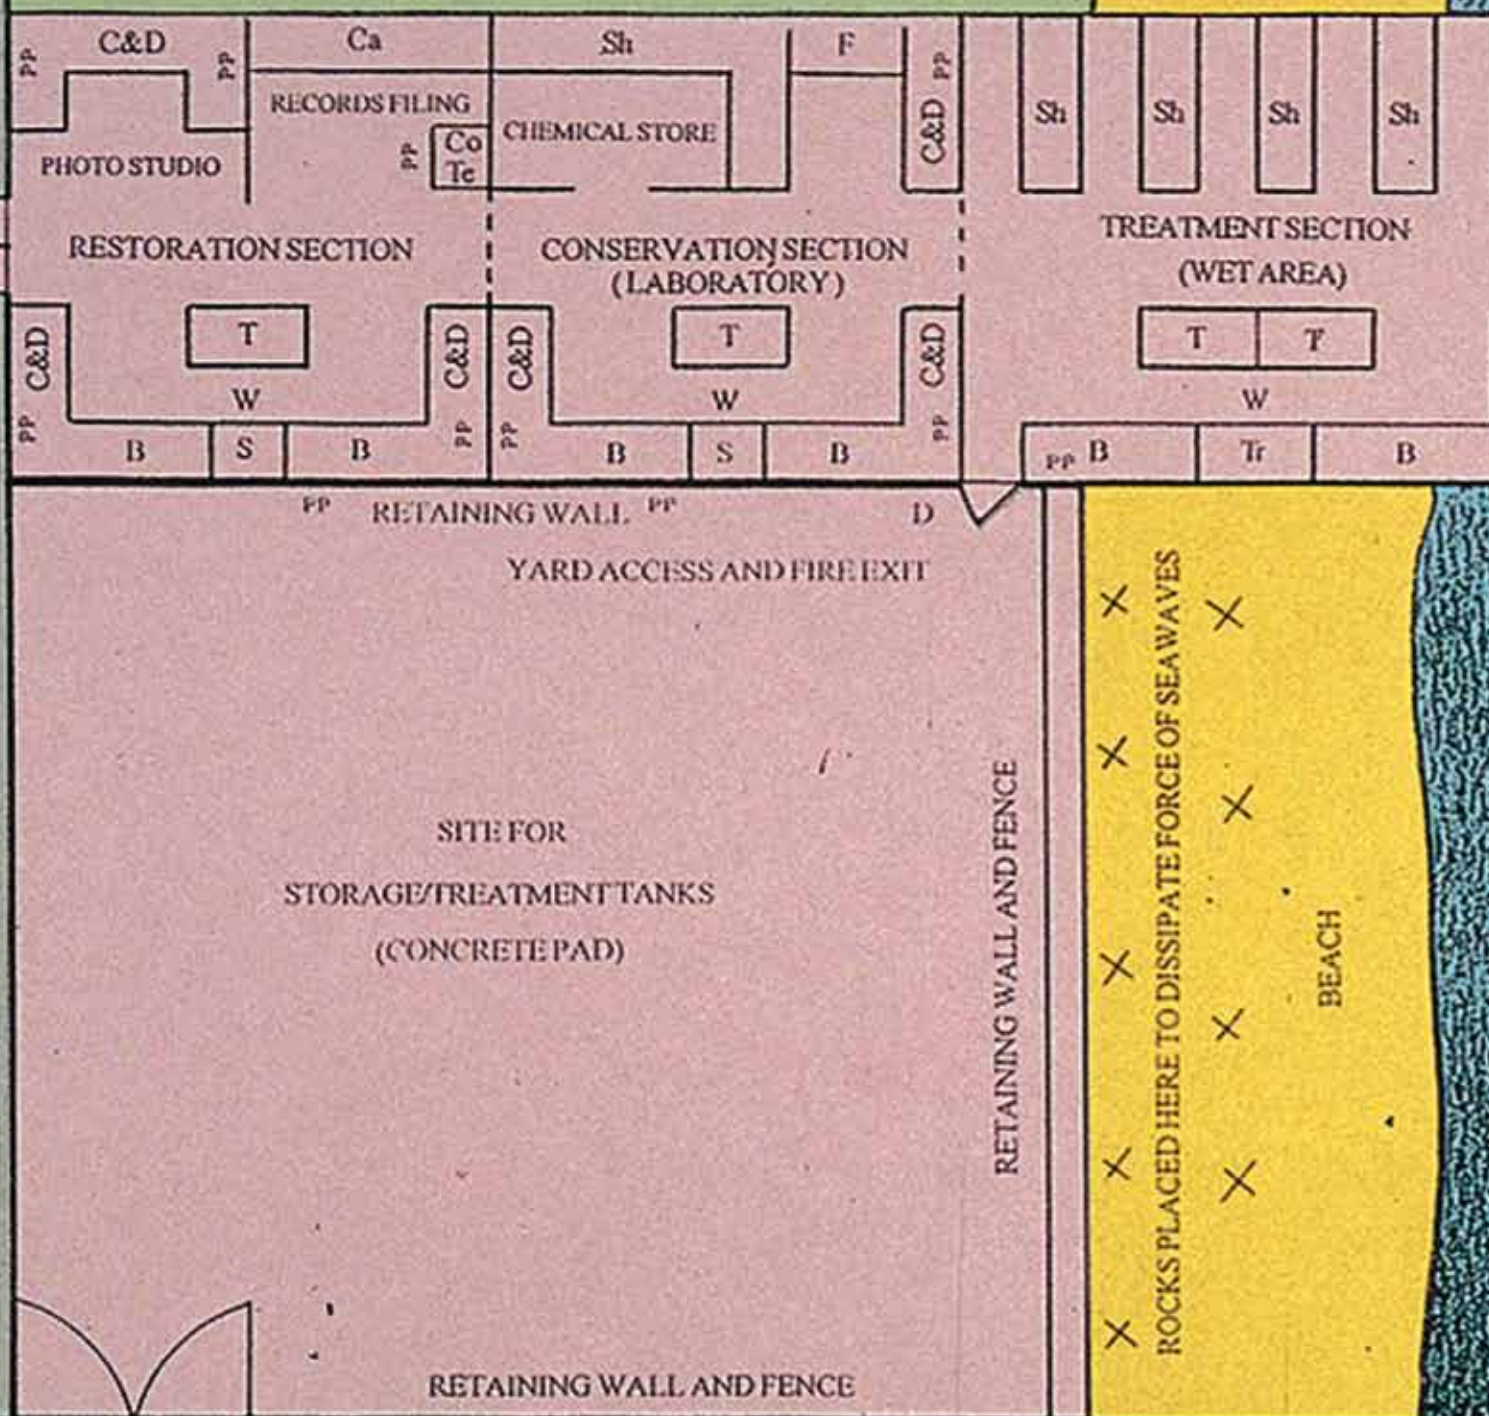 PP
C&D
PP
Ca
Sh
F
PP
C&D
RECORDS FILING
CHEMICAL STORE
PP
Co
Te
PHOTO STUDIO
Sh
Sh
Sh
Sh
RESTORATION SECTION
CONSERVATION SECTION
(LABORATORY)
TREATMENT SECTION
(WET AREA)
C&D
T
C&D
C&D
T
C&D
T
T
W
W
W
PP
PP
PP
PP
B
S
B
B
S
B
PP
B
Tr
B
PP
RETAINING WALL
PP
D
YARD ACCESS AND FIRE EXIT
SITE FOR
STORAGE/TREATMENT TANKS
(CONCRETE PAD)
RETAINING WALL AND FENCE
ROCKS PLACED HERE TO DISSIPATE FORCE OF SEA WAVES
BEACH
RETAINING WALL AND FENCE